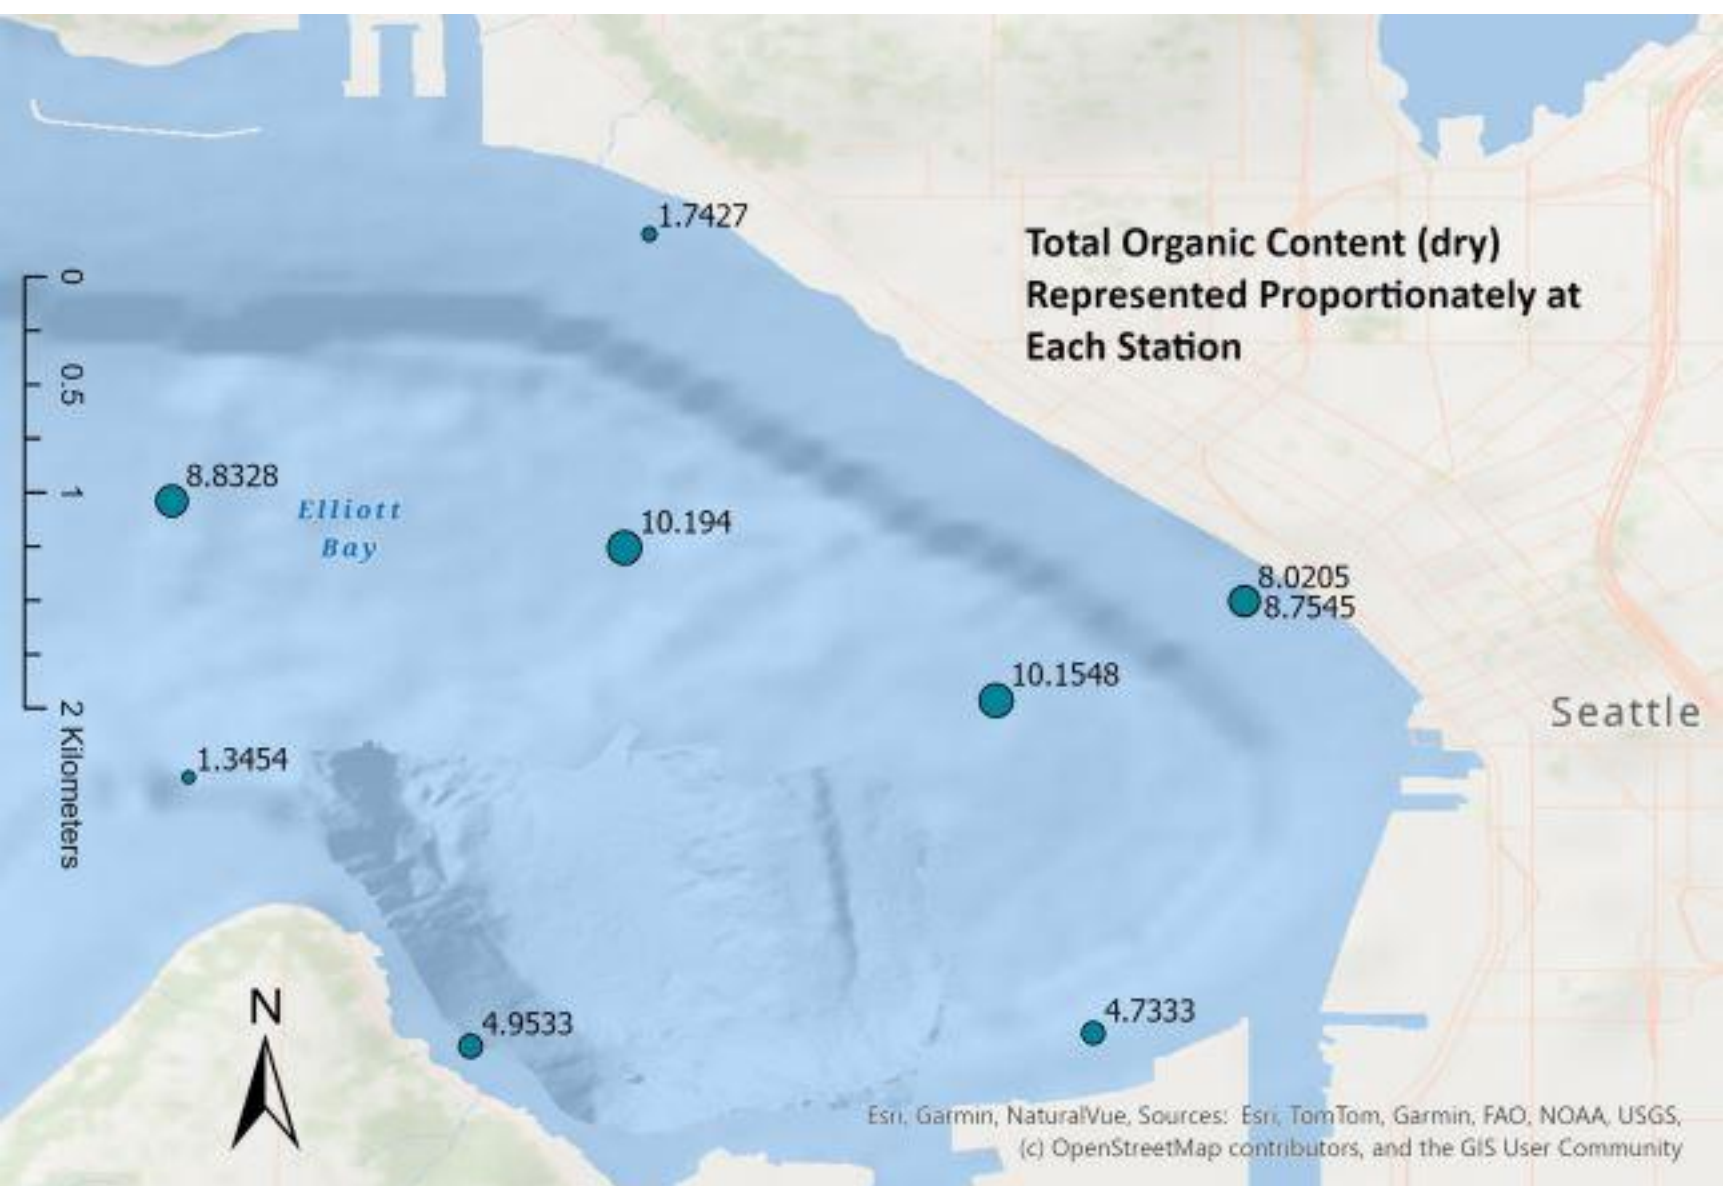 1.7427
Total Organic Content (dry)
Represented Proportionately at
Each Station
0
0.5
1
2 Kilometers
8.8328
Elliott
Bay
10.194
8.0205
8.7545
10.1548
Seattle
1.3454
N
4.9533
4.7333
Esri, Garmin, NaturalVue, Sources: Esri, TomTom, Garmin, FAO, NOAA, USGS,
(c) OpenStreetMap contributors, and the GIS User Community